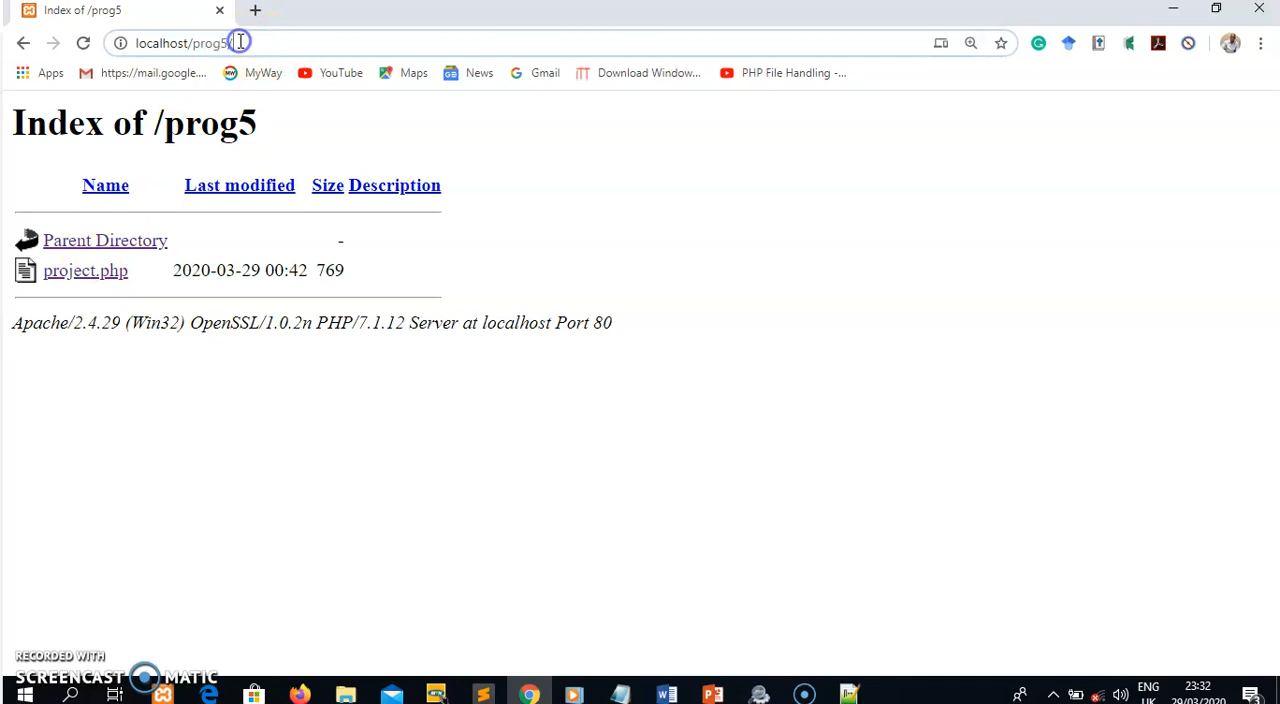 Index of /prog5
localhost/prog5/
Apps
https://mail.google....
MyWay
YouTube
Maps
News
Gmail
Download Window...
PHP File Handling -...
Index of /prog5
Name Last modified Size Description
Parent Directory -
project.php 2020-03-29 00:42 769
Apache/2.4.29 (Win32) OpenSSL/1.0.2n PHP/7.1.12 Server at localhost Port 80
RECORDED WITH
SCREENCAST MATIC
ENG
UK
23:32
29/03/2020